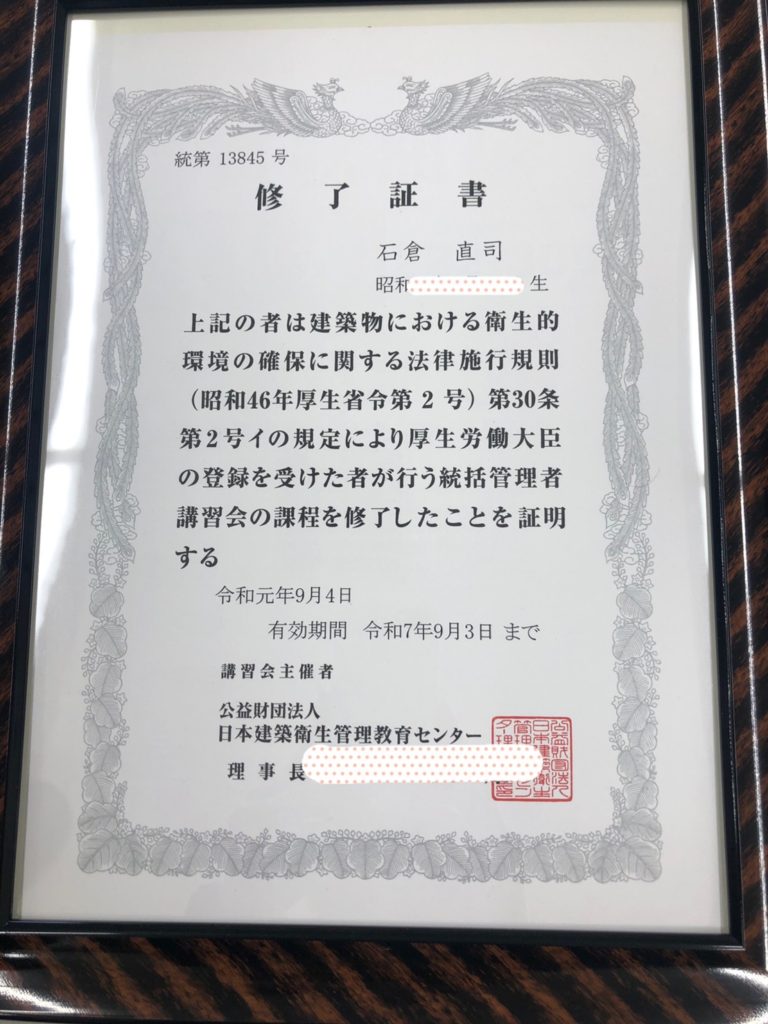 統第 13845 号
修了証書
石倉 直司
昭和 生
上記の者は建築物における衛生的
環境の確保に関する法律施行規則
（昭和46年厚生省令第２号）第30条
第２号イの規定により厚生労働大臣
の登録を受けた者が行う統括管理者
講習会の課程を修了したことを証明
する
令和元年9月4日
有効期間 令和7年9月3日 まで
講習会主催者
公益財団法人
日本建築衛生管理教育センター
理事長